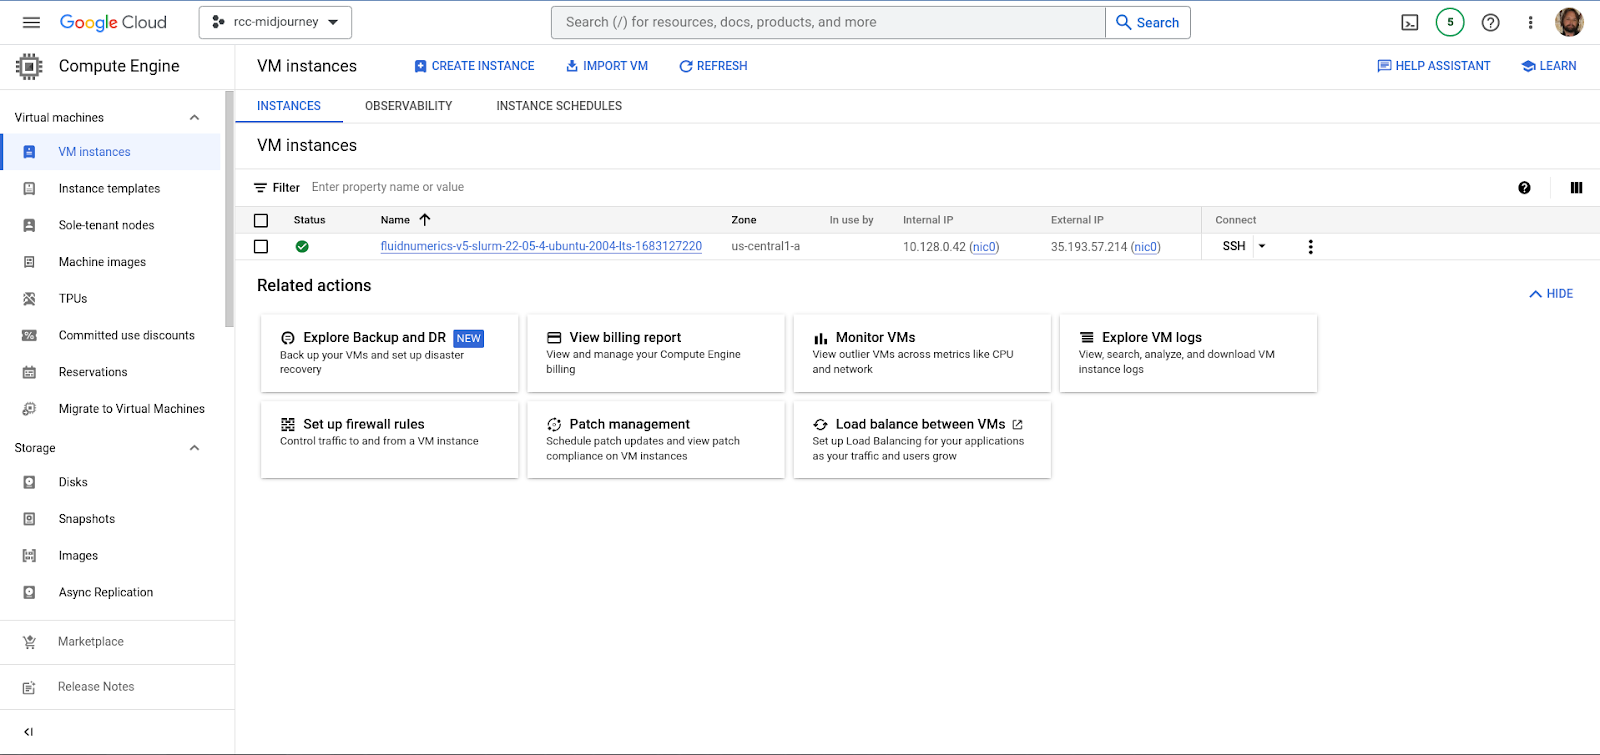 Google Cloud
rcc-midjourney
Search (/) for resources, docs, products, and more
Search
5
Compute Engine
VM instances
CREATE INSTANCE
IMPORT VM
REFRESH
HELP ASSISTANT
LEARN
Virtual machines
VM instances
Instance templates
Sole-tenant nodes
Machine images
TPUs
Committed use discounts
Reservations
Migrate to Virtual Machines
Storage
Disks
Snapshots
Images
Async Replication
Marketplace
Release Notes
INSTANCES
OBSERVABILITY
INSTANCE SCHEDULES
VM instances
Filter Enter property name or value
Status Name Zone In use by Internal IP External IP Connect
fluidnumerics-v5-slurm-22-05-4-ubuntu-2004-lts-1683127220 us-central1-a 10.128.0.42 (nic0) 35.193.57.214 (nic0) SSH
Related actions
HIDE
Explore Backup and DR NEW
Back up your VMs and set up disaster
recovery
View billing report
View and manage your Compute Engine
billing
Monitor VMs
View outlier VMs across metrics like CPU
and network
Explore VM logs
View, search, analyze, and download VM
instance logs
Set up firewall rules
Control traffic to and from a VM instance
Patch management
Schedule patch updates and view patch
compliance on VM instances
Load balance between VMs
Set up Load Balancing for your applications
as your traffic and users grow